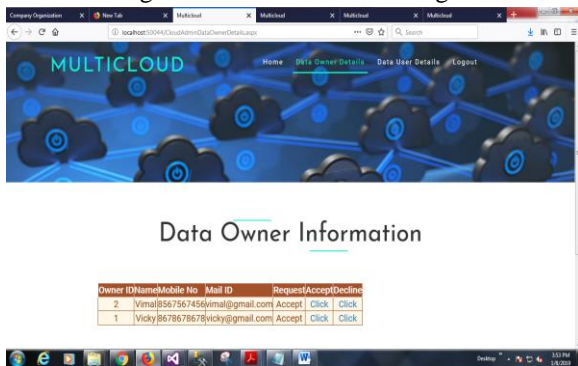 Company Organization
New Tab
Multicloud
Multicloud
Multicloud
Multicloud
localhost:50044/CloudAdminDataOwnerDetails.aspx
Search
MULTICLOUD
Home Data Owner Details Data User Details Logout
Data Owner Information
Owner ID Name Mobile No Mail ID Request Accept Decline
2 Vimal 8567567456 vimal@gmail.com Accept Click Click
1 Vicky 8678678678 vicky@gmail.com Accept Click Click
Desktop
3:53 PM
1/8/2019